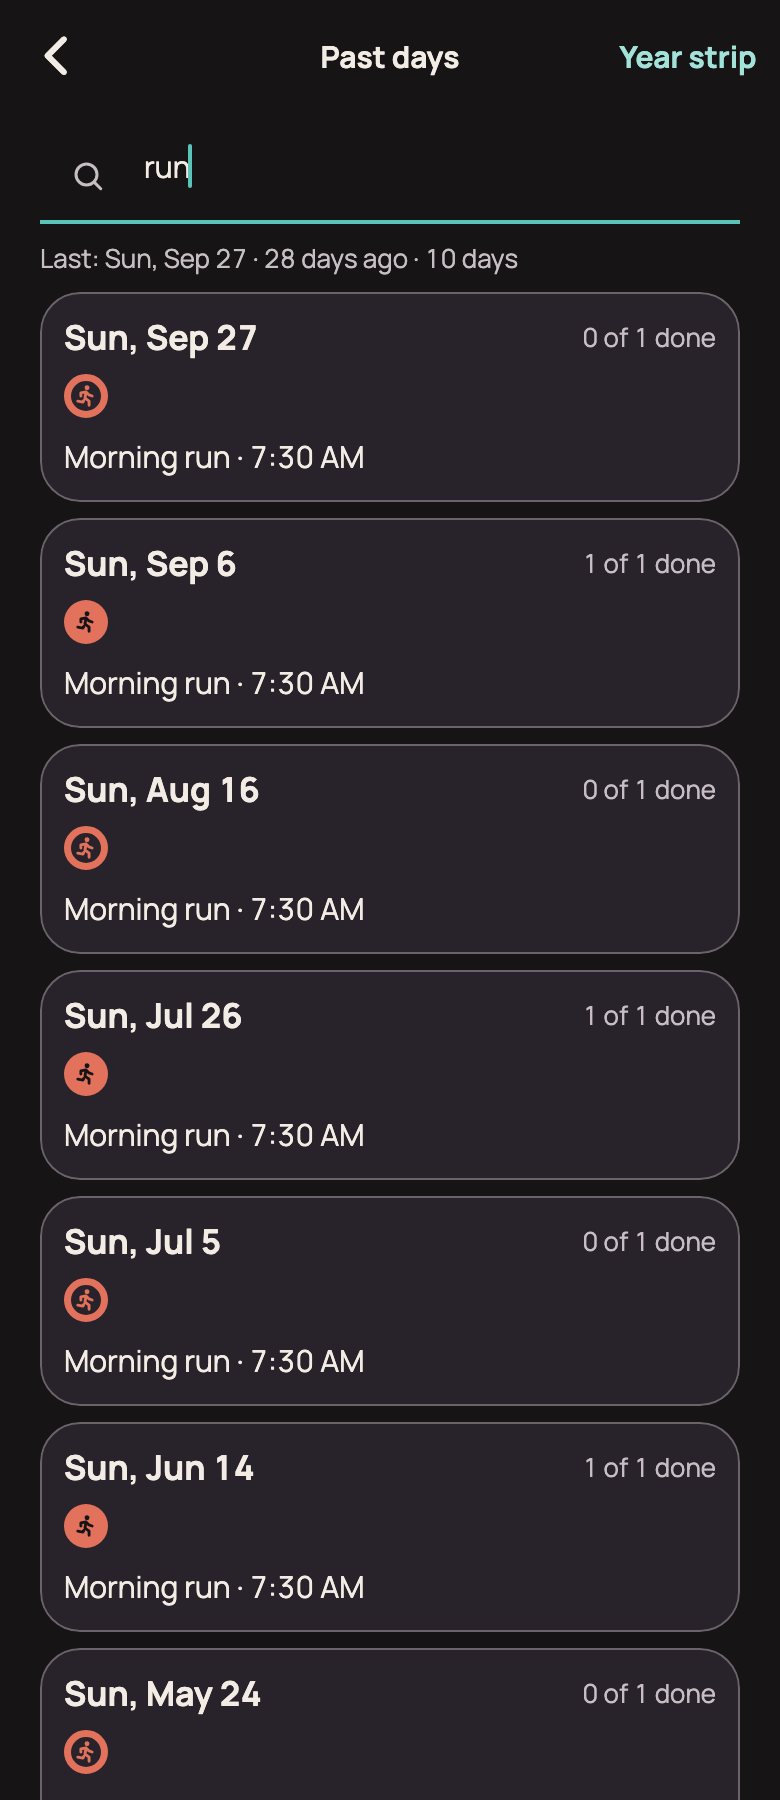 Past days
Year strip
run
Last: Sun, Sep 27 · 28 days ago · 10 days
Sun, Sep 27
0 of 1 done
Morning run · 7:30 AM
Sun, Sep 6
1 of 1 done
Morning run · 7:30 AM
Sun, Aug 16
0 of 1 done
Morning run · 7:30 AM
Sun, Jul 26
1 of 1 done
Morning run · 7:30 AM
Sun, Jul 5
0 of 1 done
Morning run · 7:30 AM
Sun, Jun 14
1 of 1 done
Morning run · 7:30 AM
Sun, May 24
0 of 1 done